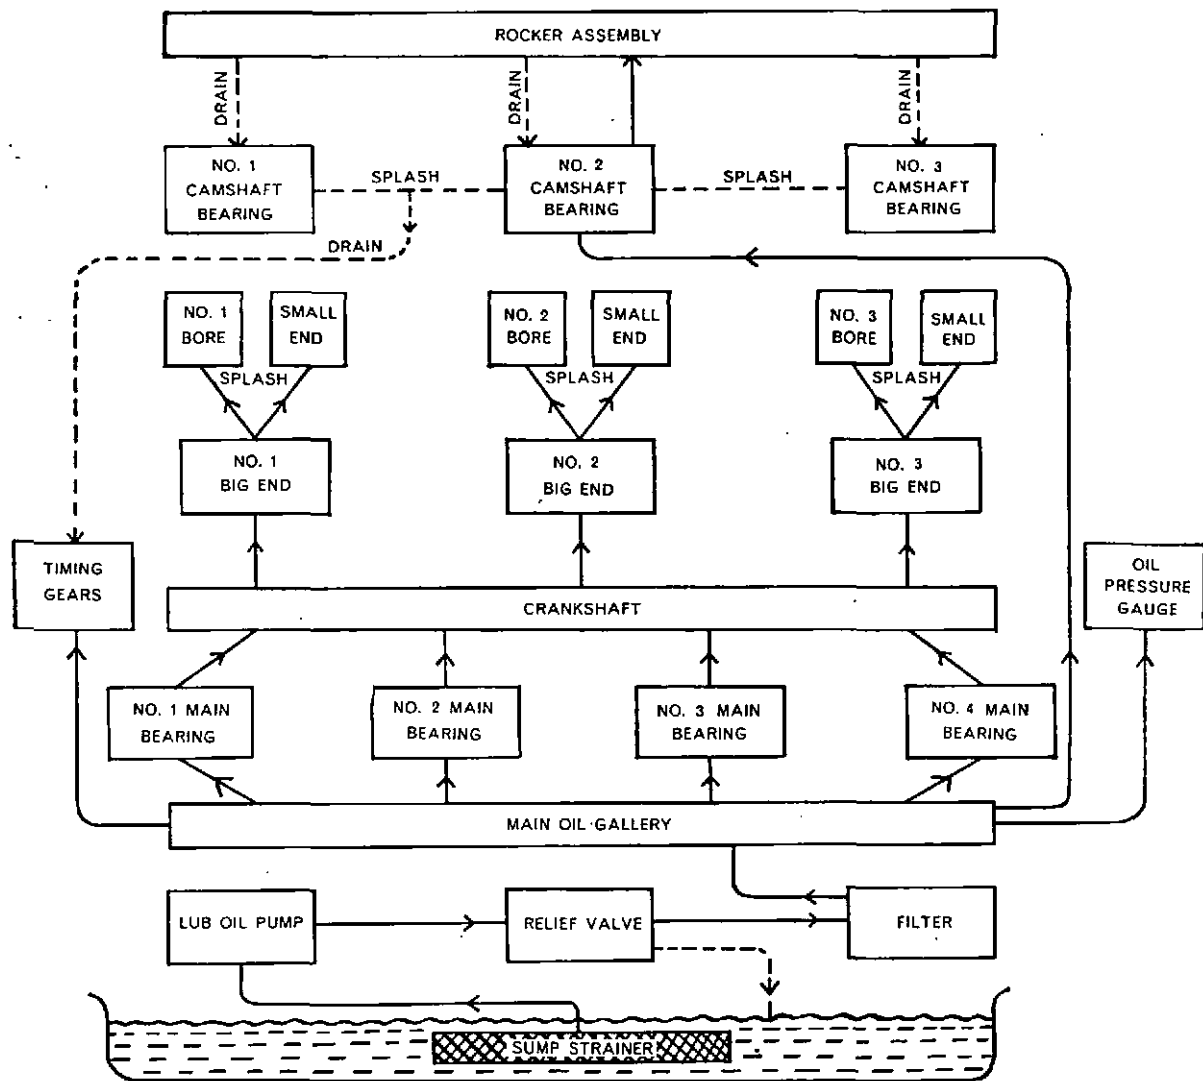 ROCKER ASSEMBLY
DRAIN
DRAIN
DRAIN
NO. 1
CAMSHAFT
BEARING
SPLASH
NO. 2
CAMSHAFT
BEARING
SPLASH
NO. 3
CAMSHAFT
BEARING
DRAIN
NO. 1
BORE
SMALL
END
NO. 2
BORE
SMALL
END
NO. 3
BORE
SMALL
END
SPLASH
SPLASH
SPLASH
NO. 1
BIG END
NO. 2
BIG END
NO. 3
BIG END
TIMING
GEARS
CRANKSHAFT
OIL
PRESSURE
GAUGE
NO. 1 MAIN
BEARING
NO. 2 MAIN
BEARING
NO. 3 MAIN
BEARING
NO. 4 MAIN
BEARING
MAIN OIL GALLERY
LUB OIL PUMP
RELIEF VALVE
FILTER
SUMP STRAINER